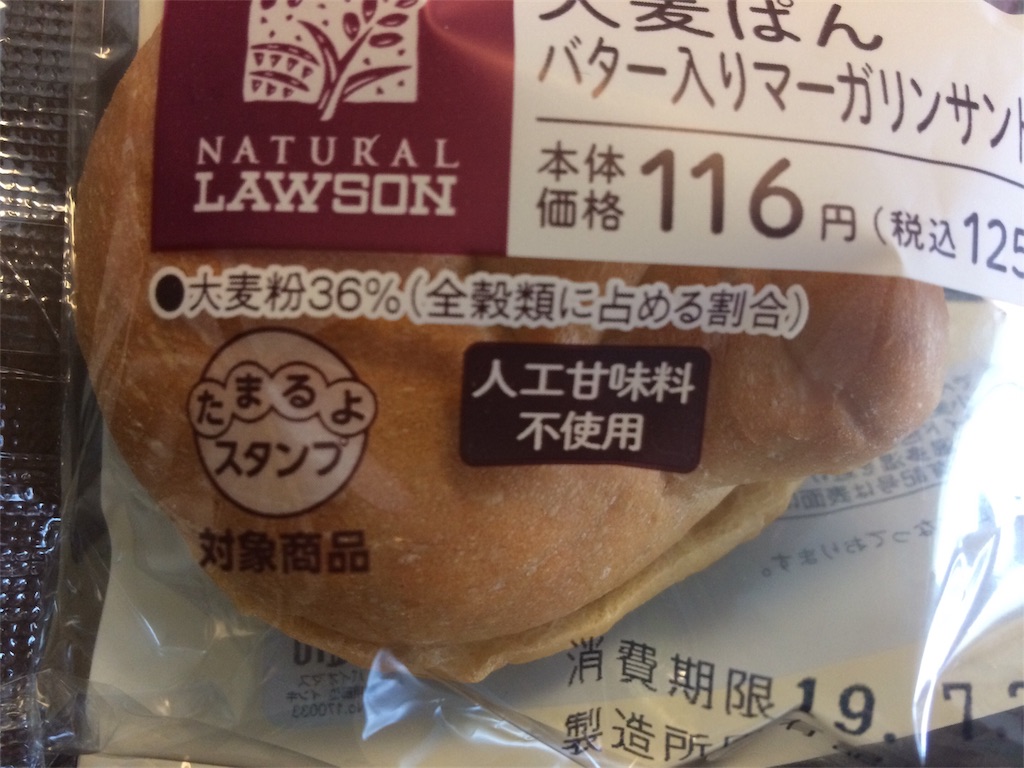 NATURAL
LAWSON
大麦ぱん
バター入りマーガリンサンド
本体
価格 116円(税込125
●大麦粉36%(全穀類に占める割合)
たまるよ
スタンプ
対象商品
人工甘味料
不使用
消費期限 19. 7.
製造所